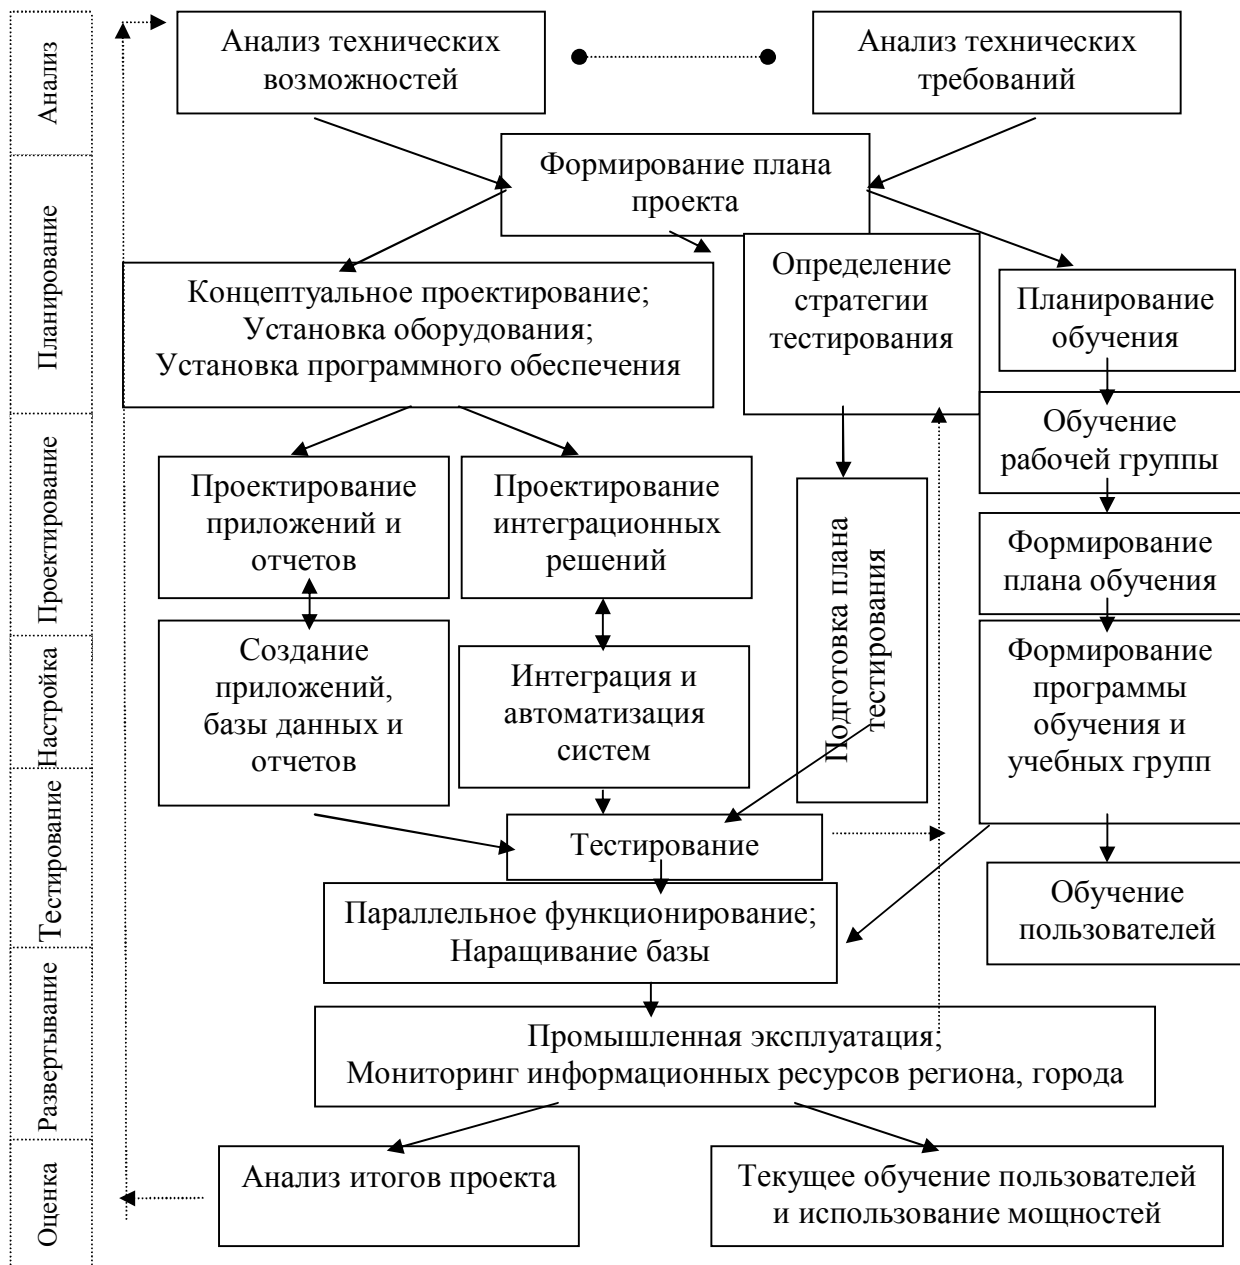 Анализ
Анализ технических
возможностей
Анализ технических
требований
Планирование
Формирование плана
проекта
Концептуальное проектирование;
Установка оборудования;
Установка программного обеспечения
Определение
стратегии
тестирования
Планирование
обучения
Проектирование
Проектирование
приложений и
отчетов
Проектирование
интеграционных
решений
Подготовка плана
тестирования
Обучение
рабочей группы
Формирование
плана обучения
Настройка
Создание
приложений,
базы данных и
отчетов
Интеграция и
автоматизация
систем
Формирование
программы
обучения и
учебных групп
Тестирование
Тестирование
Параллельное функционирование;
Наращивание базы
Обучение
пользователей
Развертывание
Промышленная эксплуатация;
Мониторинг информационных ресурсов региона, города
Оценка
Анализ итогов проекта
Текущее обучение пользователей
и использование мощностей